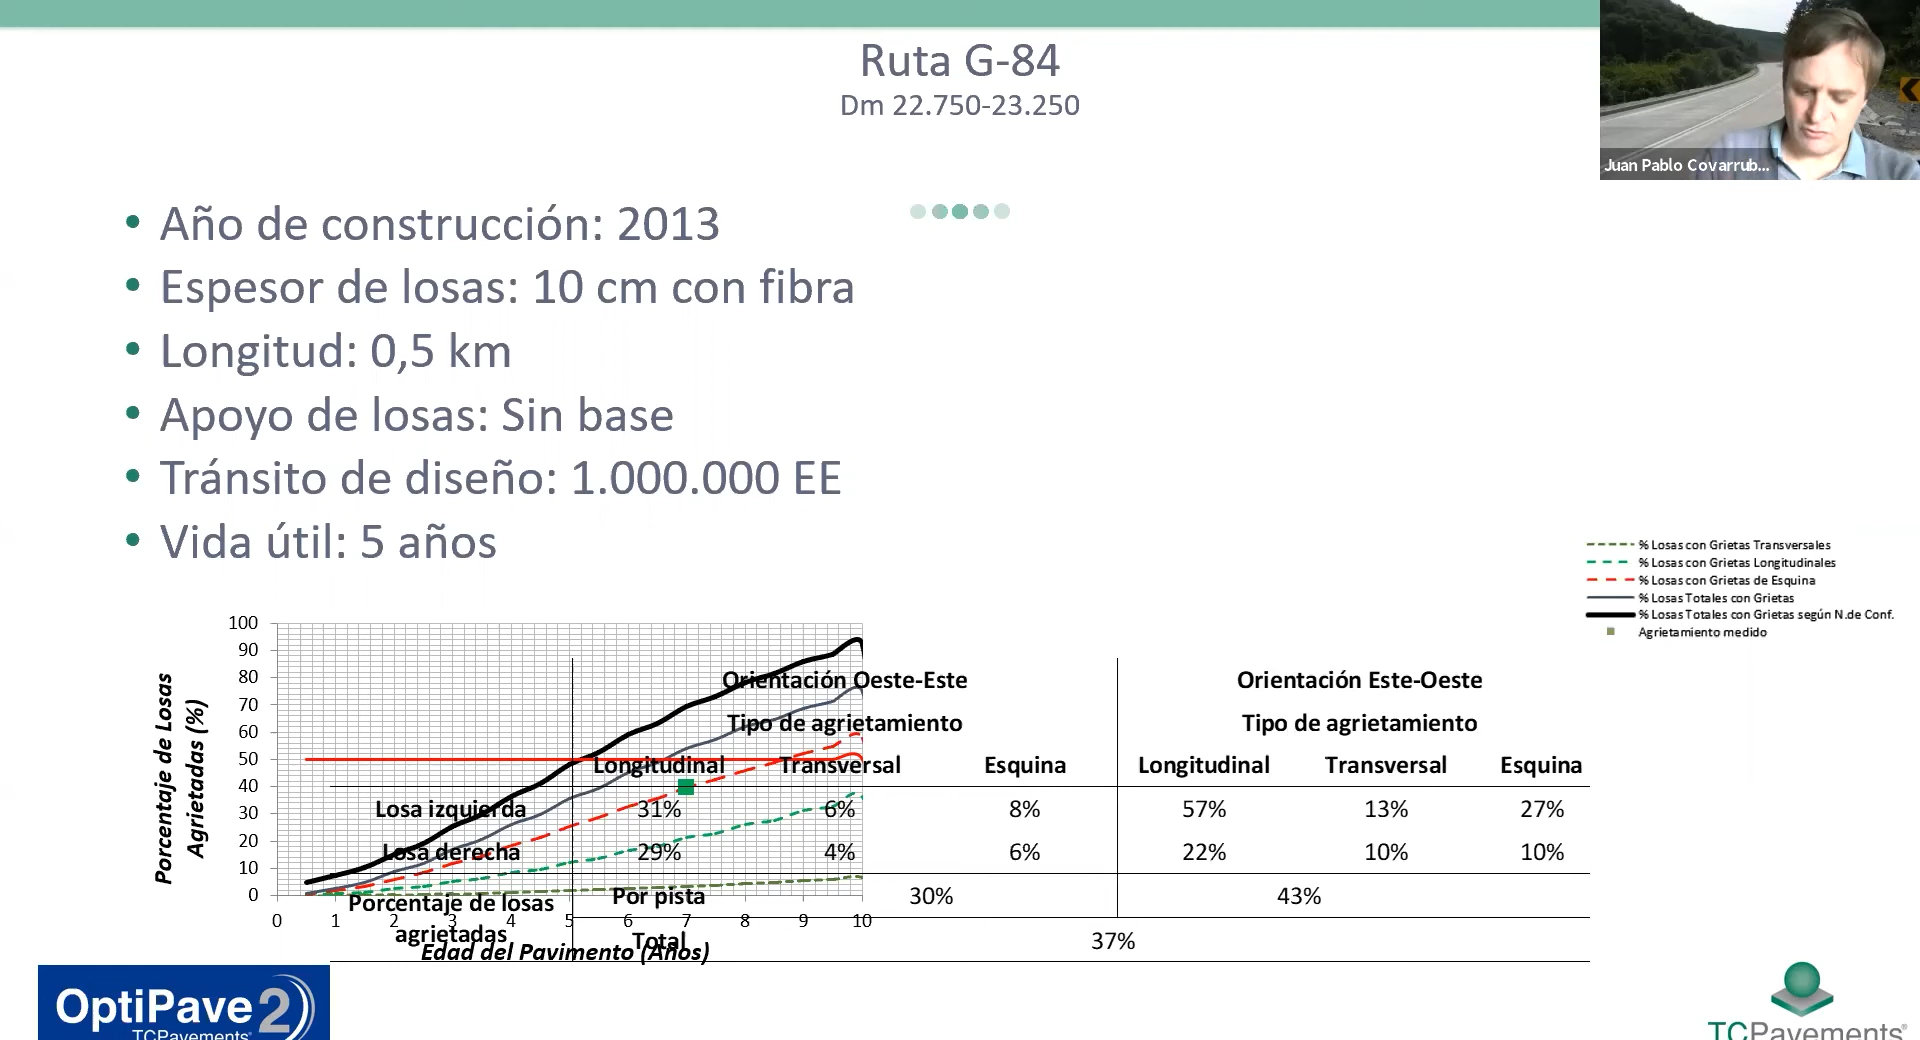 Ruta G-84
Dm 22.750-23.250
Juan Pablo Covarrub...
• Año de construcción: 2013
• Espesor de losas: 10 cm con fibra
• Longitud: 0,5 km
• Apoyo de losas: Sin base
• Tránsito de diseño: 1.000.000 EE
• Vida útil: 5 años
% Losas con Grietas Transversales
% Losas con Grietas Longitudinales
% Losas con Grietas de Esquina
% Losas Totales con Grietas
% Losas Totales con Grietas según N.de Conf.
Agrietamiento medido
Porcentaje de Losas
Agrietadas (%)
100
90
80
70
60
50
40
30
20
10
0
0 1 2 3 4 5 6 7 8 9 10
Edad del Pavimento (Años)
Orientación Oeste-Este Orientación Este-Oeste
Tipo de agrietamiento Tipo de agrietamiento
Longitudinal Transversal Esquina Longitudinal Transversal Esquina
Losa izquierda 31% 6% 8% 57% 13% 27%
Losa derecha 29% 4% 6% 22% 10% 10%
Porcentaje de losas
agrietadas
Por pista 30% 43%
Total 37%
OptiPave 2
TCPavements
TCPavements®